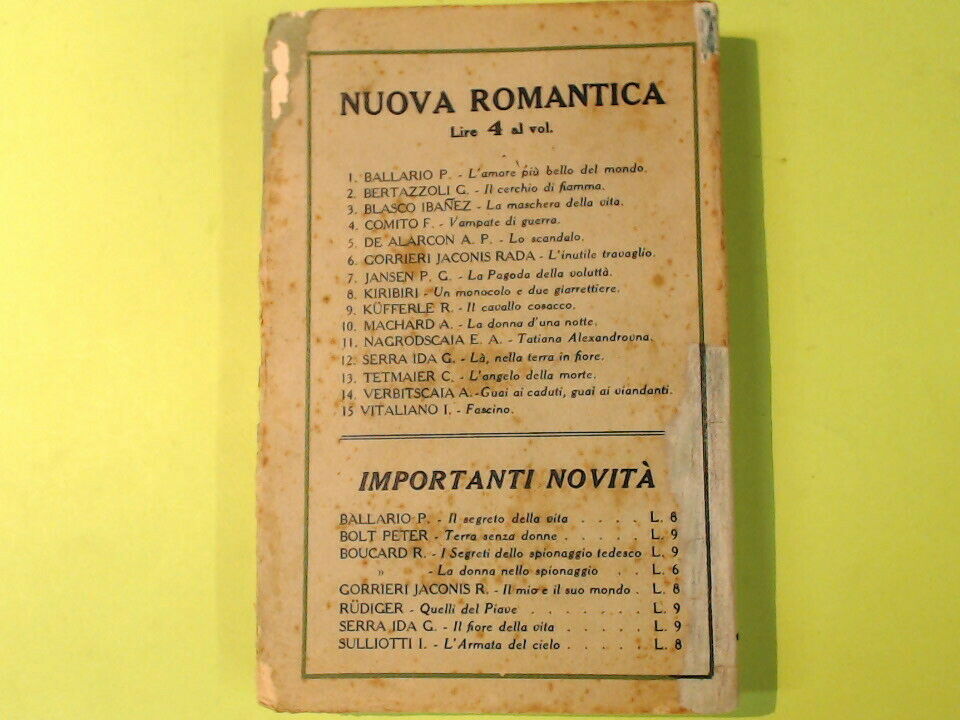 NUOVA ROMANTICA
Lire 4 al vol.
1. BALLARIO P. - L'amore più bello del mondo.
2. BERTAZZOLI G. - Il cerchio di fiamma.
3. BLASCO IBAÑEZ - La maschera della vita.
4. COMITO F. - Vampate di guerra.
5. DE ALARCON A. P. - Lo scandalo.
6. GORRIERI JACONIS RADA - L'inutile travaglio.
7. JANSEN P. G. - La Pagoda della voluttà.
8. KIRIBIRI - Un monocolo e due giarrettiere.
9. KÜFFERLE R. - Il cavallo cosacco.
10. MACHARD A. - La donna d'una notte.
11. NAGRODSCAIA E. A. - Tatiana Alexandrovna.
12. SERRA IDA G. - Là, nella terra in fiore.
13. TETMAIER C. - L'angelo della morte.
14. VERBITSCAIA A. - Guai ai caduti, guai ai viandanti.
15 VITALIANO I. - Fascino.
IMPORTANTI NOVITÀ
BALLARIO P. - Il segreto della vita . . . . L. 8
BOLT PETER - Terra senza donne . . . . . L. 9
BOUCARD R. - I Segreti dello spionaggio tedesco L. 9
» - La donna nello spionaggio . . L. 6
GORRIERI JACONIS R. - Il mio e il suo mondo . L. 8
RÜDIGER - Quelli del Piave . . . . . . . L. 9
SERRA IDA G. - Il fiore della vita . . . . . L. 9
SULLIOTTI I. - L'Armata del cielo . . . . . L. 8